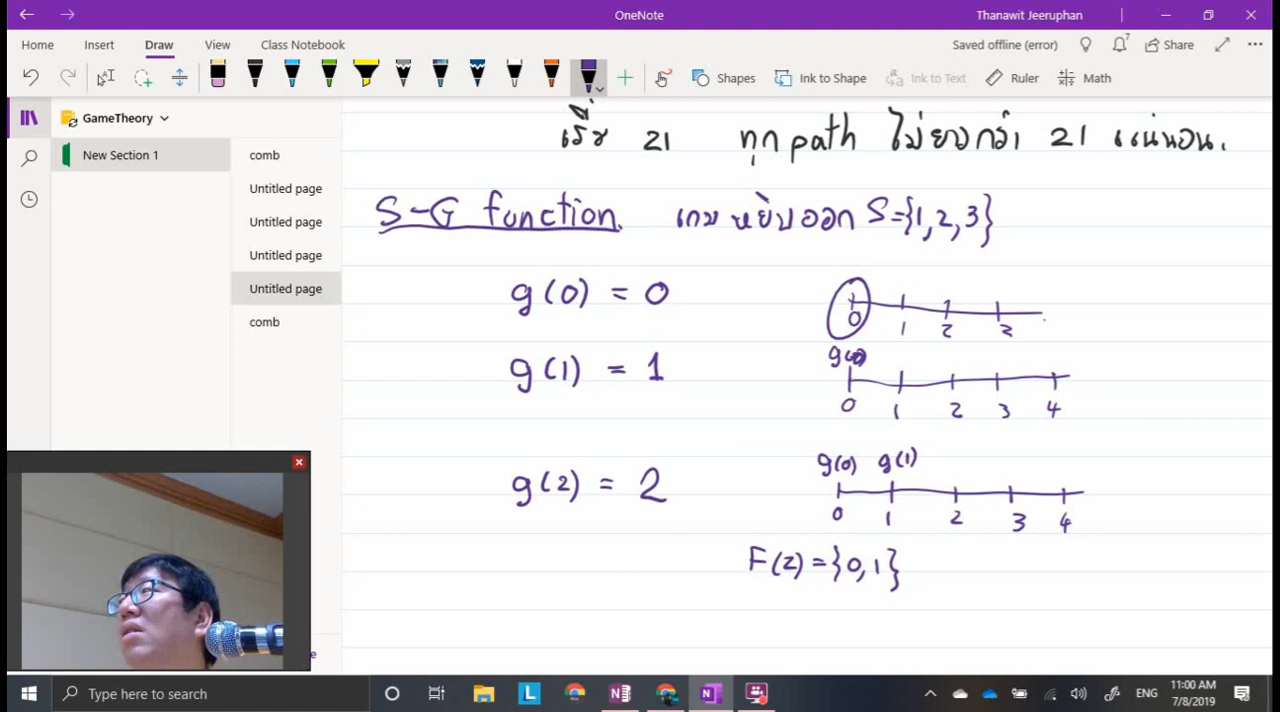 OneNote
Thanawit Jeeruphan
Home Insert Draw View Class Notebook
Saved offline (error)
7
Share
Shapes
Ink to Shape
Ink to Text
Ruler
Math
GameTheory
New Section 1
comb
Untitled page
Untitled page
Untitled page
Untitled page
comb
เริ่ม 21 ทุก path ไม่ยาวกว่า 21 แน่นอน.
S-G function. เกมหยิบออก S={1,2,3}
g(0) = 0
0 1 2 3
g(1) = 1
g(0)
0 1 2 3 4
g(2) = 2
g(0) g(1)
0 1 2 3 4
F(2)={0,1}
Type here to search
ENG
11:00 AM
7/8/2019